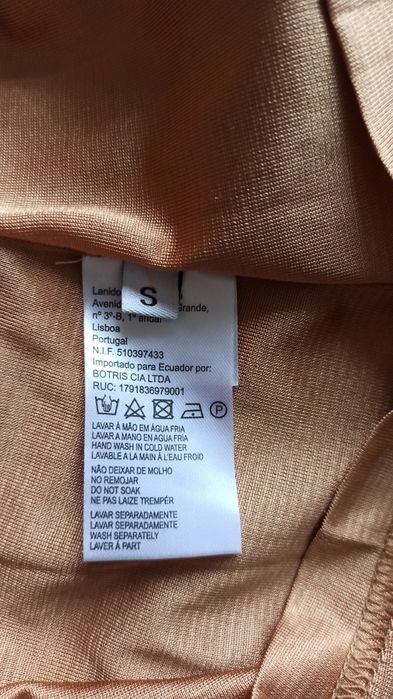 S
Lanido
Avenid Grande,
nº 3º-B, 1º andar
Lisboa
Portugal
N.I.F. 510397433
Importado para Ecuador por:
BOTRIS CIA LTDA
RUC: 1791836979001
P
LAVAR Á MÃO EM ÁGUA FRIA
LAVAR A MANO EN AGUA FRÍA
HAND WASH IN COLD WATER
LAVABLE A LA MAIN À L'EAU FROID
NÃO DEIXAR DE MOLHO
NO REMOJAR
DO NOT SOAK
NE PAS LAIZE TREMPÉR
LAVAR SEPARADAMENTE
LAVAR SEPARADAMENTE
WASH SEPARATELY
LAVER Á PART